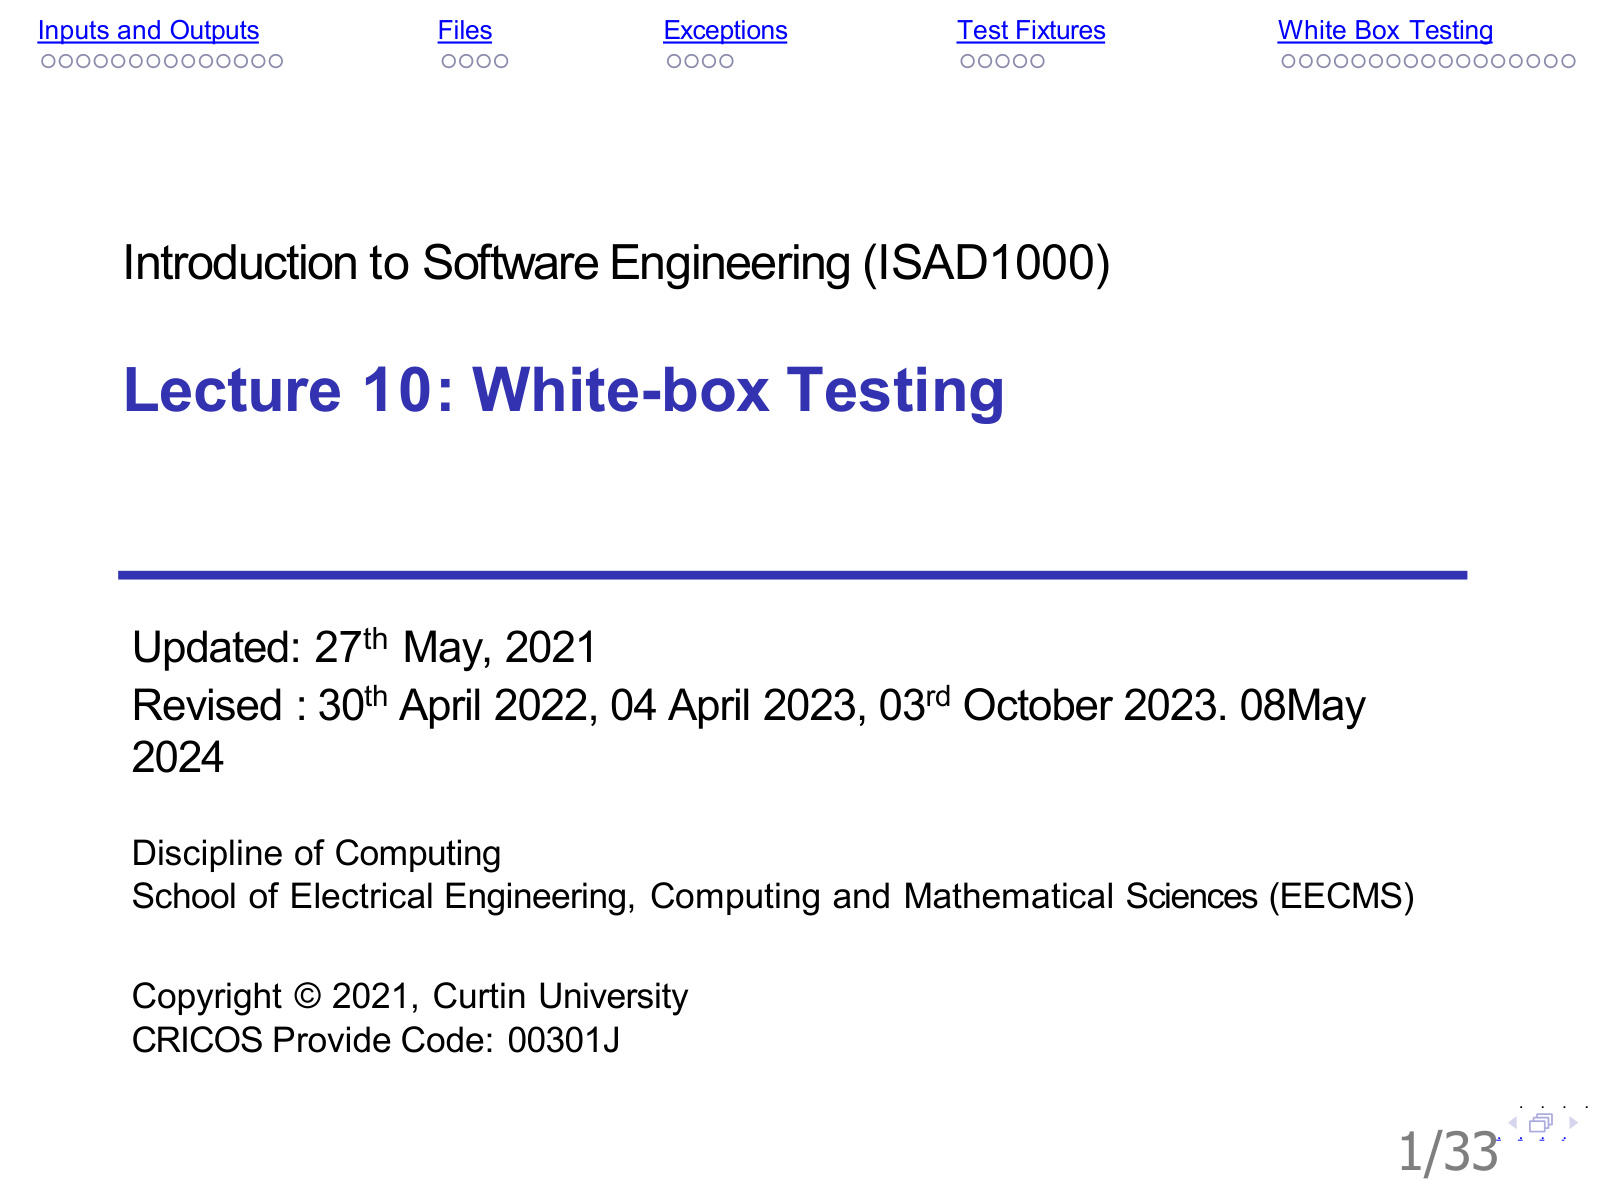 Inputs and Outputs Files Exceptions Test Fixtures White Box Testing
Introduction to Software Engineering (ISAD1000)
Lecture 10: White-box Testing
Updated: 27th May, 2021
Revised : 30th April 2022, 04 April 2023, 03rd October 2023. 08May
2024
Discipline of Computing
School of Electrical Engineering, Computing and Mathematical Sciences (EECMS)
Copyright © 2021, Curtin University
CRICOS Provide Code: 00301J
1/33